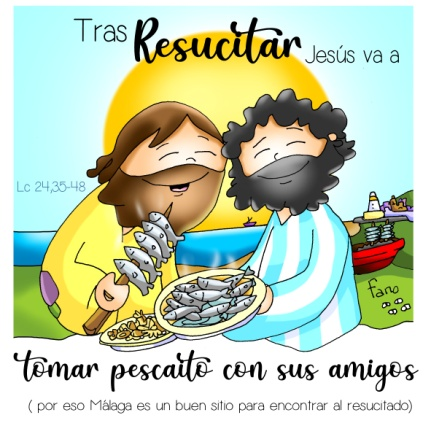 Tras Resucitar Jesús va a
Lc 24,35-48
fano
tomar pescaito con sus amigos
( por eso Málaga es un buen sitio para encontrar al resucitado)